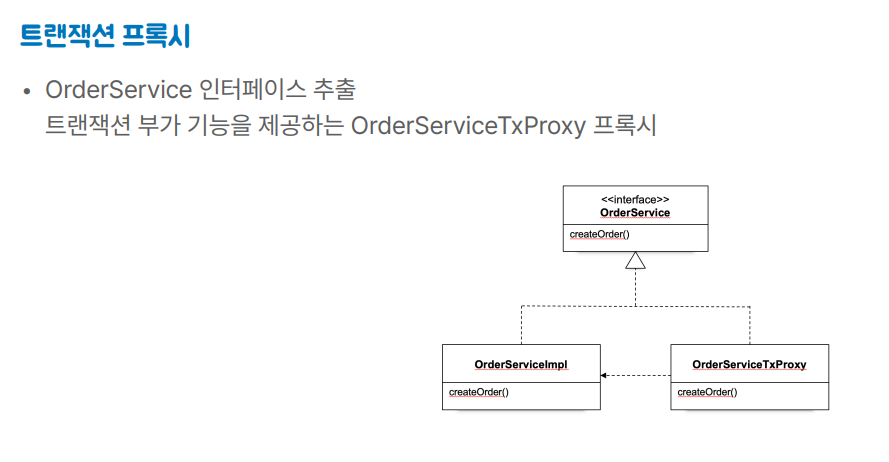 트랜잭션 프록시
• OrderService 인터페이스 추출
트랜잭션 부가 기능을 제공하는 OrderServiceTxProxy 프록시
<<interface>>
OrderService
createOrder()
OrderServiceImpl
createOrder()
OrderServiceTxProxy
createOrder()